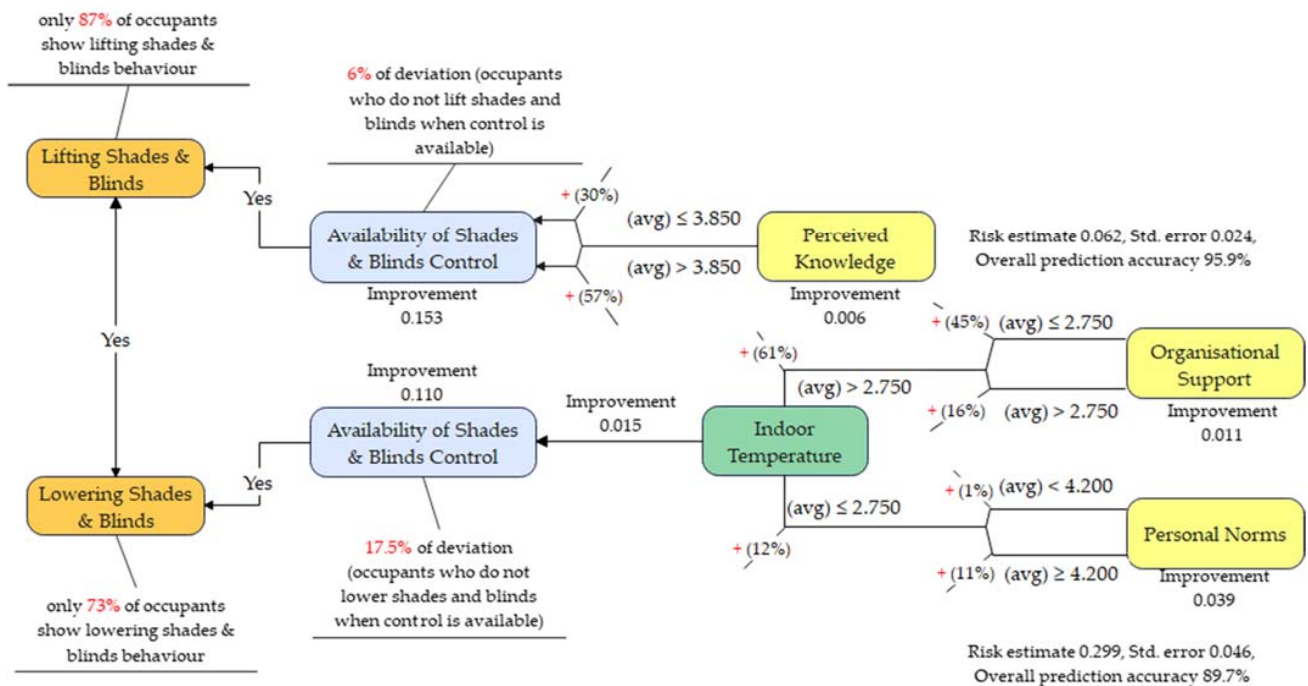 only 87% of occupants
show lifting shades &
blinds behaviour
6% of deviation (occupants
who do not lift shades and
blinds when control is
available)
Lifting Shades &
Blinds
Yes
+ (30%)
(avg) ≤ 3.850
Availability of Shades
& Blinds Control
(avg) > 3.850
+ (57%)
Perceived
Knowledge
Improvement
0.153
Improvement
0.006
Risk estimate 0.062, Std. error 0.024,
Overall prediction accuracy 95.9%
Yes
+ (61%)
(avg) > 2.750
+ (45%)
(avg) ≤ 2.750
+ (16%)
(avg) > 2.750
Organisational
Support
Improvement
0.011
Improvement
0.110
Availability of Shades
& Blinds Control
Improvement
0.015
Indoor
Temperature
Yes
Lowering Shades
& Blinds
(avg) ≤ 2.750
+ (12%)
+ (1%)
(avg) < 4.200
+ (11%)
(avg) ≥ 4.200
Personal Norms
Improvement
0.039
17.5% of deviation
(occupants who do not
lower shades and blinds
when control is available)
only 73% of occupants
show lowering shades &
blinds behaviour
Risk estimate 0.299, Std. error 0.046,
Overall prediction accuracy 89.7%